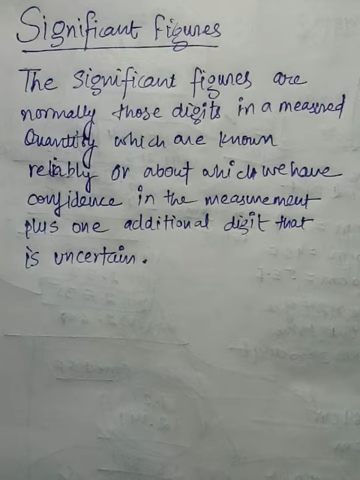 Significant figures
The Significant figures are
normally those digits in a measured
Quantity which are known
reliably or about which we have
confidence in the measurement
plus one additional digit that
is uncertain.